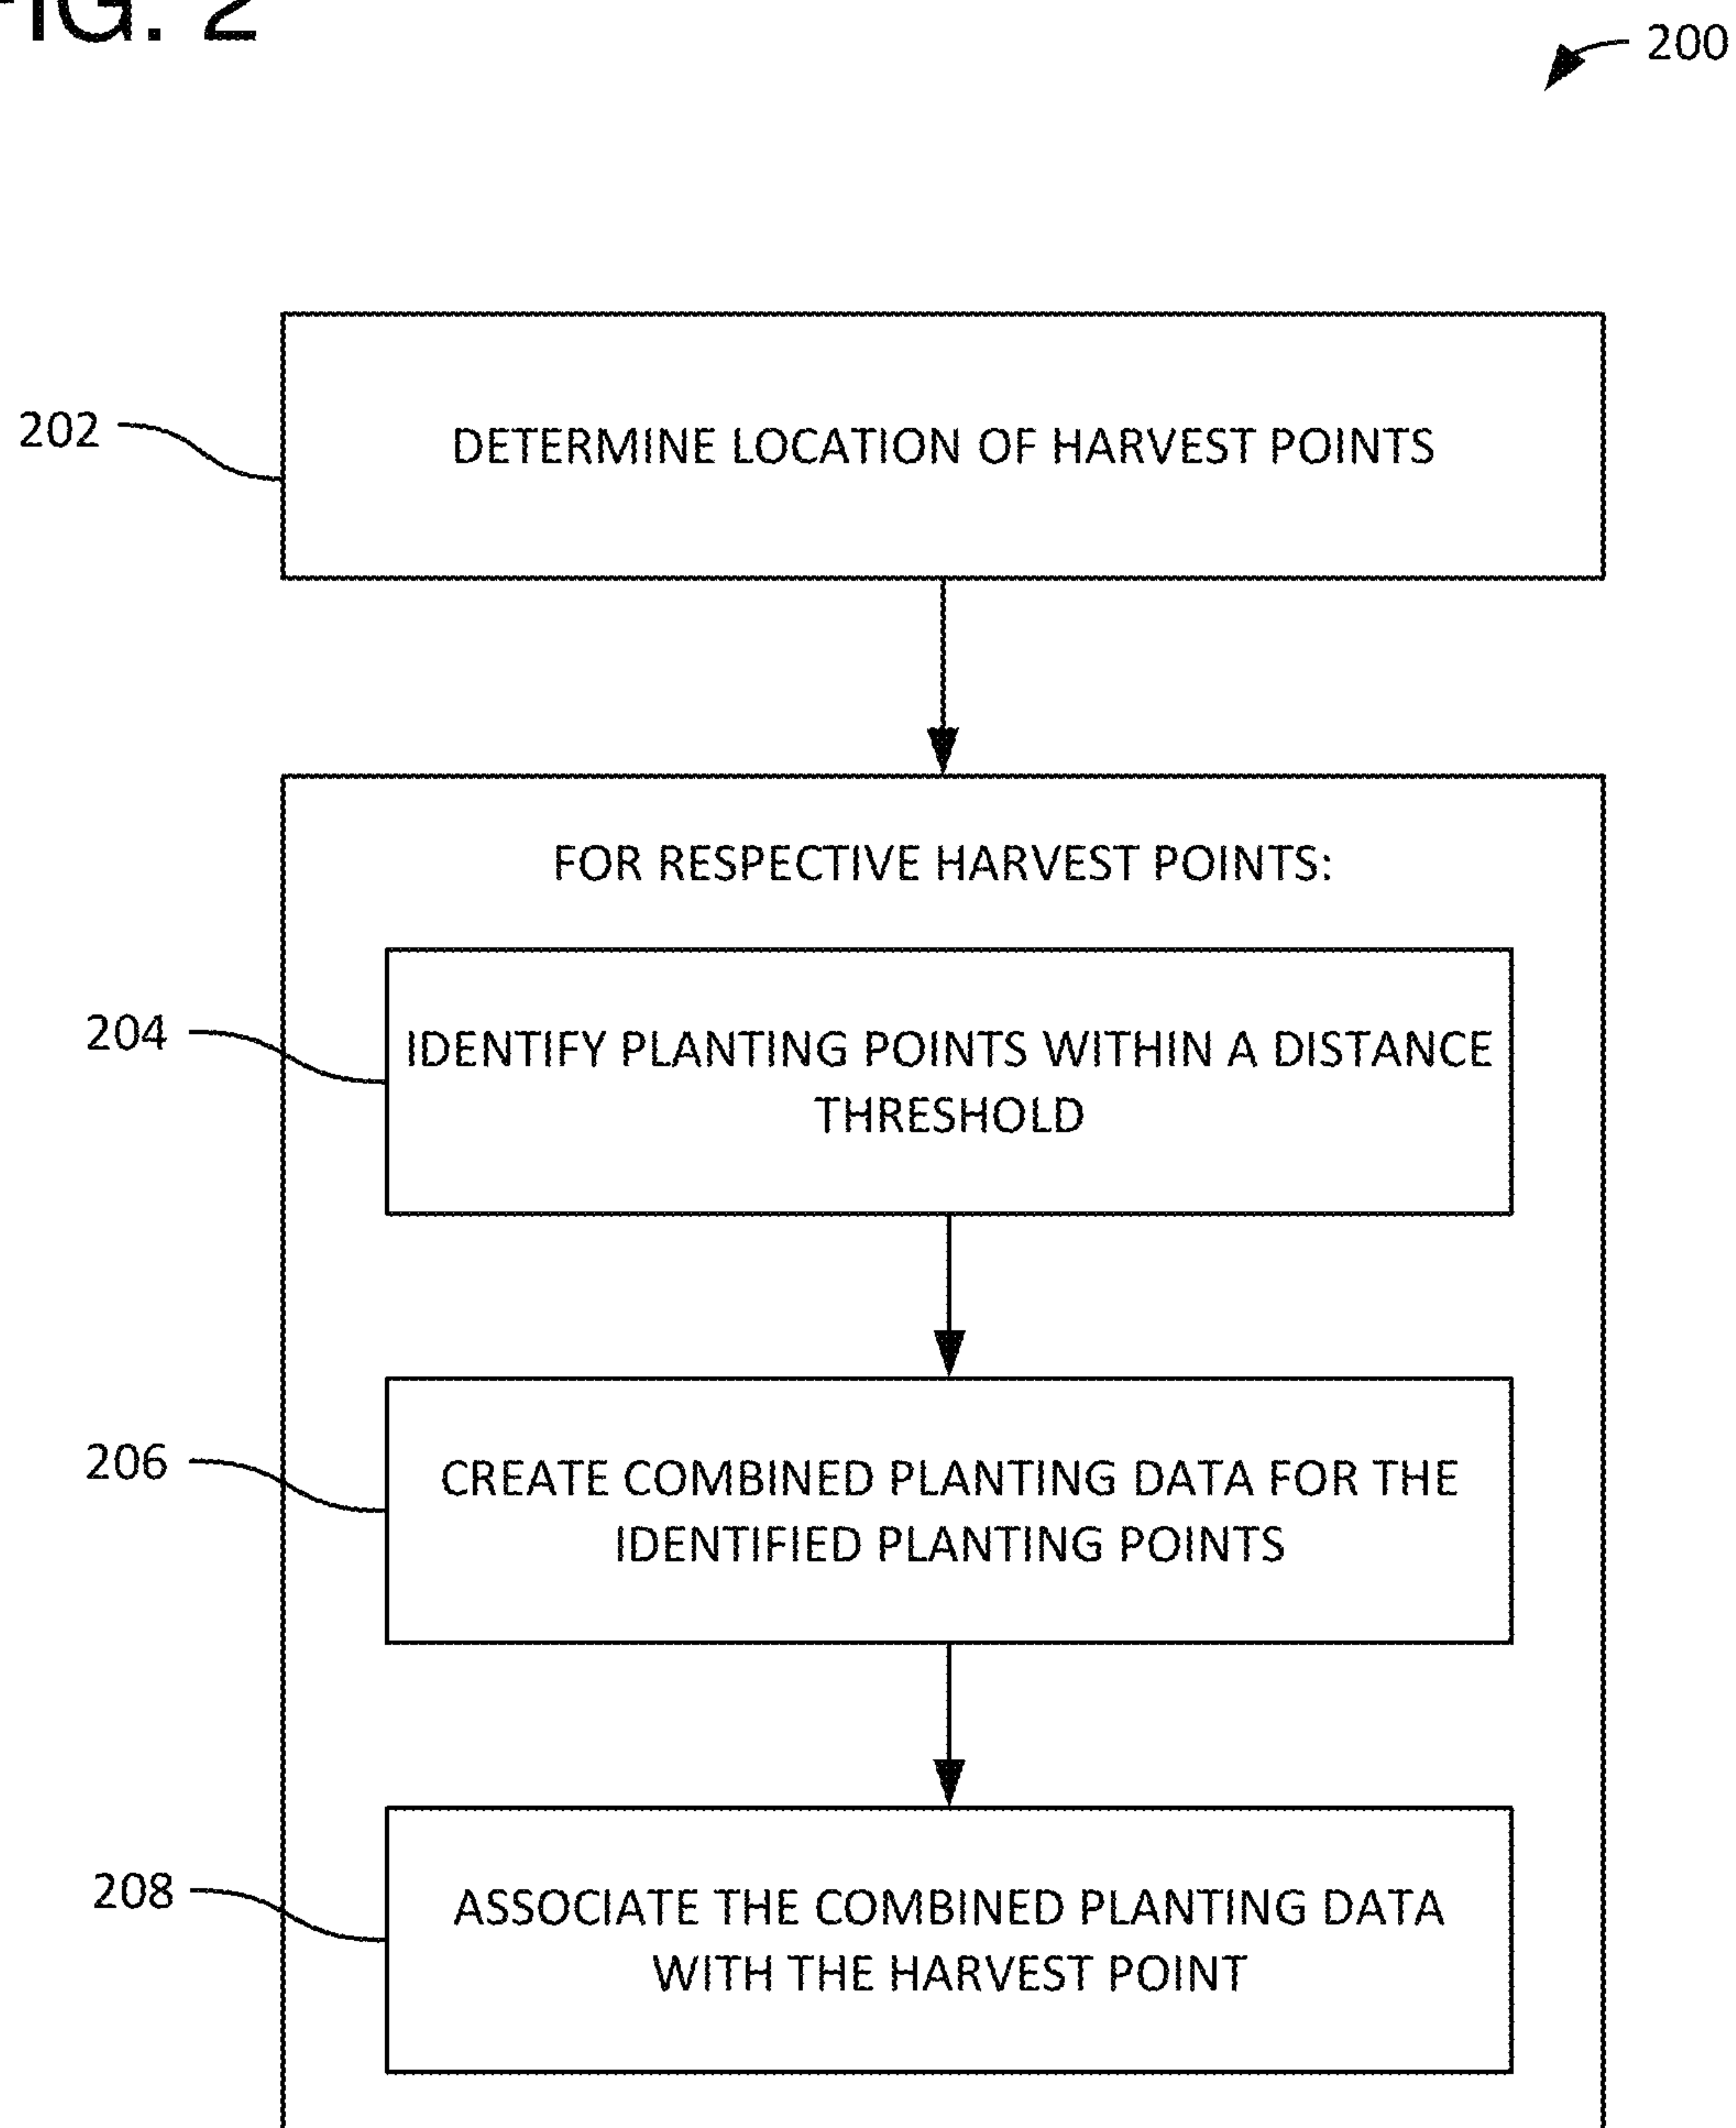 FIG. 2
200
202
DETERMINE LOCATION OF HARVEST POINTS
FOR RESPECTIVE HARVEST POINTS:
204
IDENTIFY PLANTING POINTS WITHIN A DISTANCE
THRESHOLD
206
CREATE COMBINED PLANTING DATA FOR THE
IDENTIFIED PLANTING POINTS
208
ASSOCIATE THE COMBINED PLANTING DATA
WITH THE HARVEST POINT